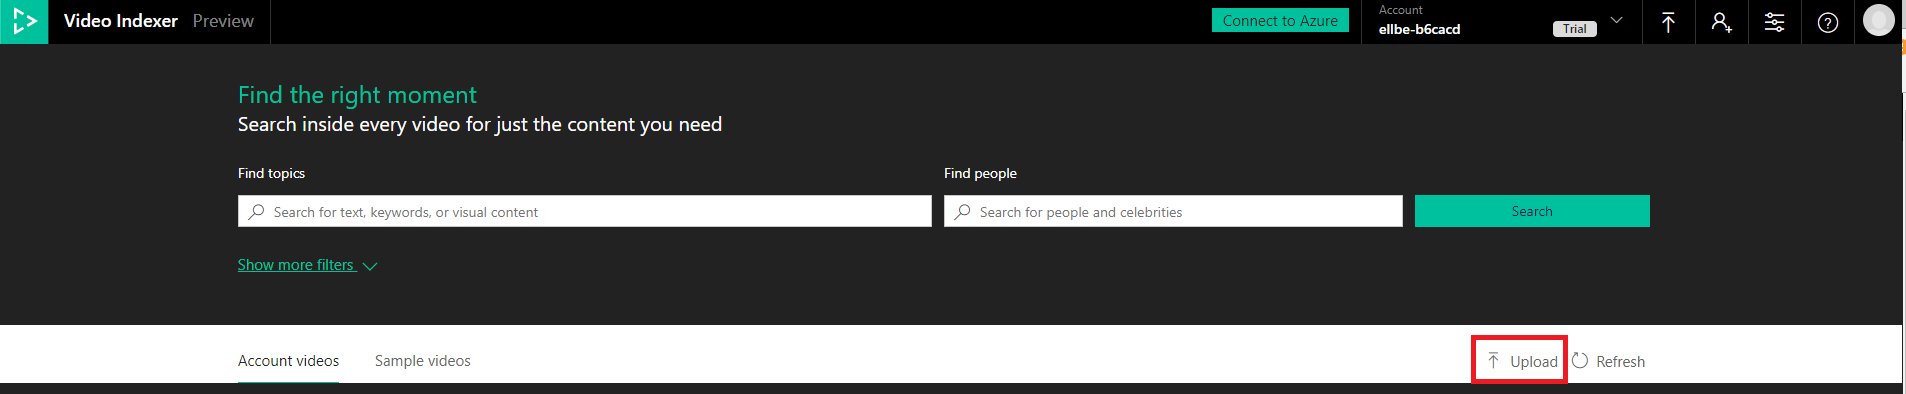 Video Indexer Preview
Connect to Azure
Account
ellbe-b6cacd
Trial
Find the right moment
Search inside every video for just the content you need
Find topics
Find people
Search for text, keywords, or visual content
Search for people and celebrities
Search
Show more filters
Account videos
Sample videos
Upload
Refresh